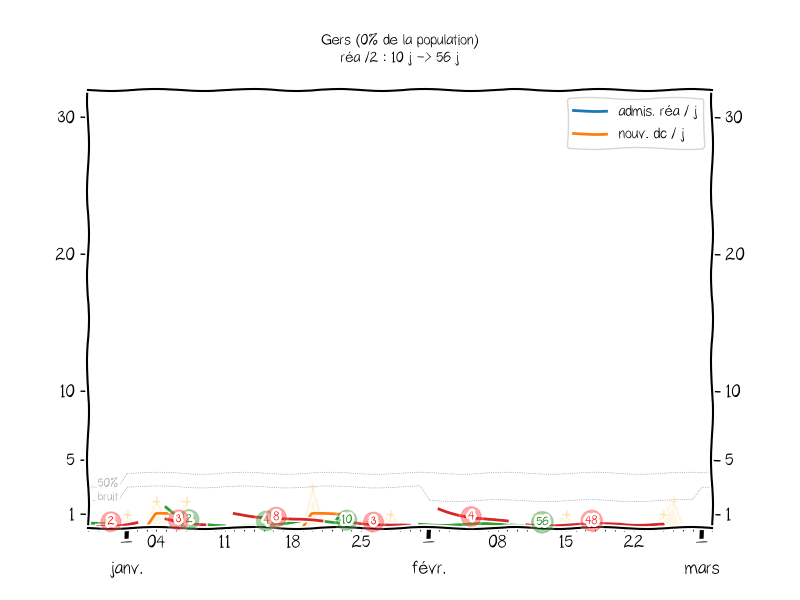 Gers (0% de la population)
réa /2 : 10 j -> 56 j
admis. réa / j
nouv. dc / j
30 30
20 20
10 10
5 5
50%
bruit
1 1
2 3 2 8 10 3 4 56 48
04 11 18 25 08 15 22
janv. févr. mars